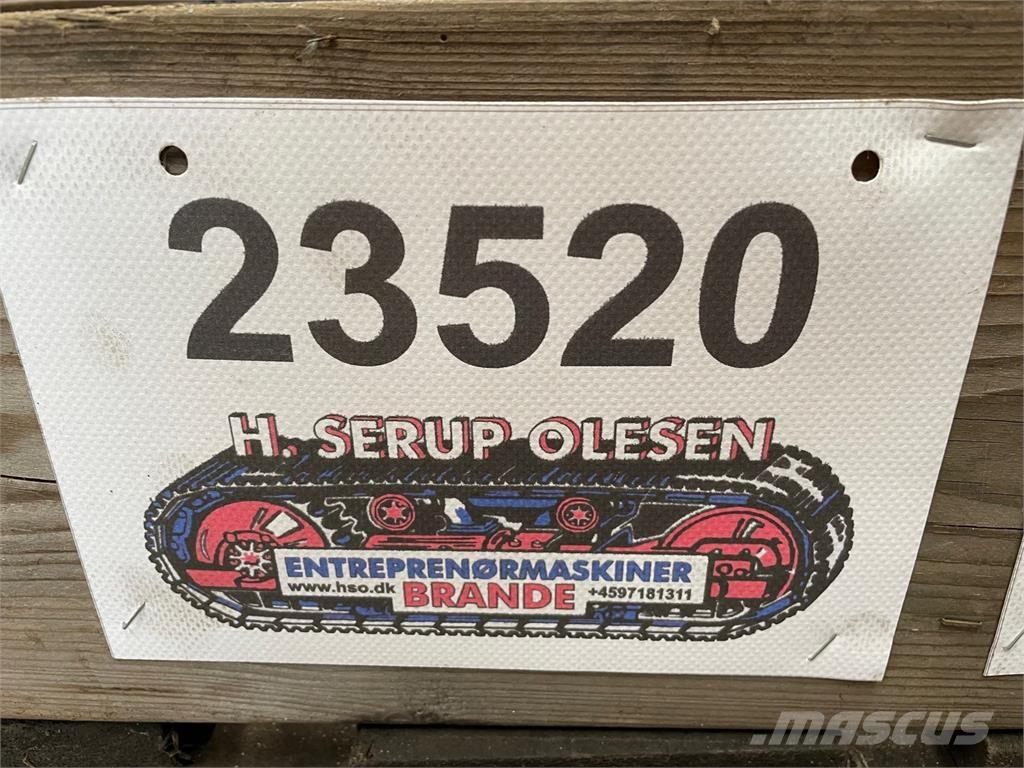 23520
H. SERUP OLESEN
ENTREPRENØRMASKINER
www.hso.dk BRANDE +4597181311
MASCUS